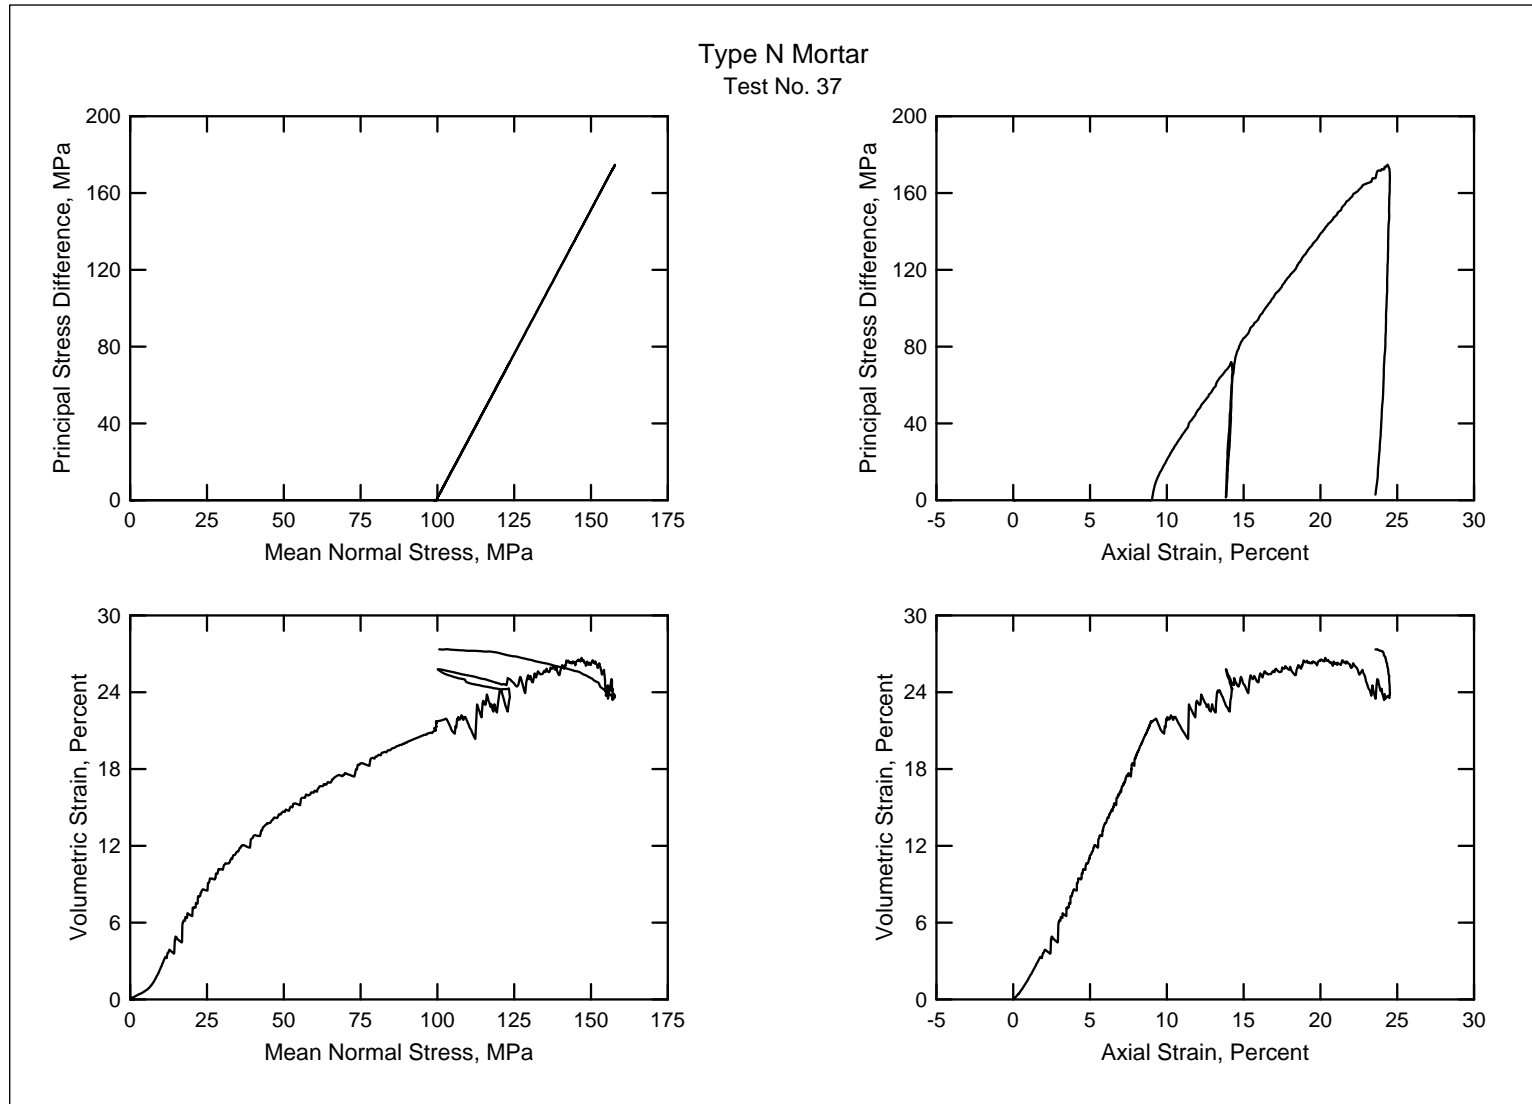 Type N Mortar
Test No. 37
Principal Stress Difference, MPa
200
160
120
80
40
0
0 25 50 75 100 125 150 175
Mean Normal Stress, MPa
Principal Stress Difference, MPa
200
160
120
80
40
0
-5 0 5 10 15 20 25 30
Axial Strain, Percent
Volumetric Strain, Percent
30
24
18
12
6
0
0 25 50 75 100 125 150 175
Mean Normal Stress, MPa
Volumetric Strain, Percent
30
24
18
12
6
0
-5 0 5 10 15 20 25 30
Axial Strain, Percent